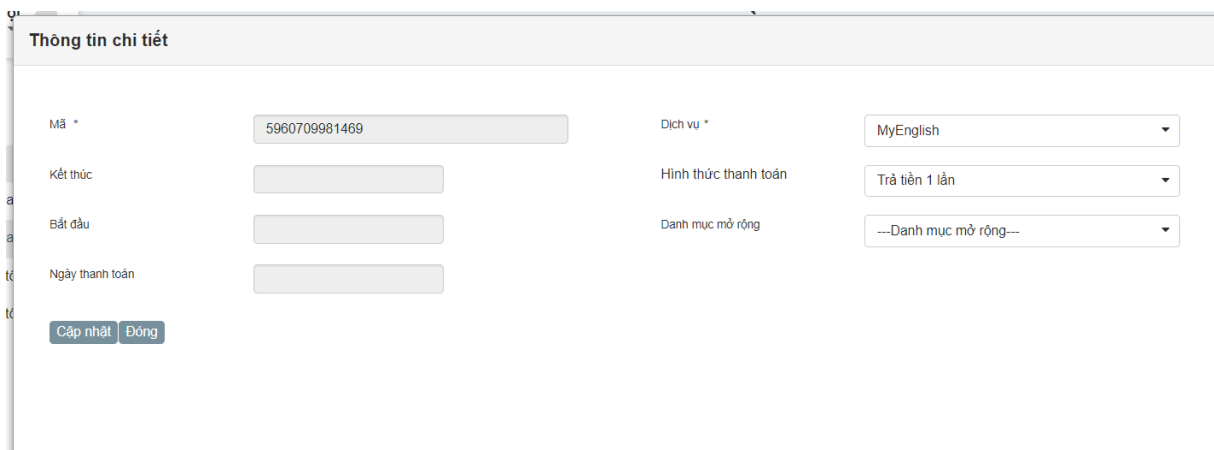 Thông tin chi tiết
Mã *
5960709981469
Dịch vụ *
MyEnglish
Kết thúc
Hình thức thanh toán
Trả tiền 1 lần
Bắt đầu
Danh mục mở rộng
---Danh mục mở rộng---
Ngày thanh toán
Cập nhật Đóng